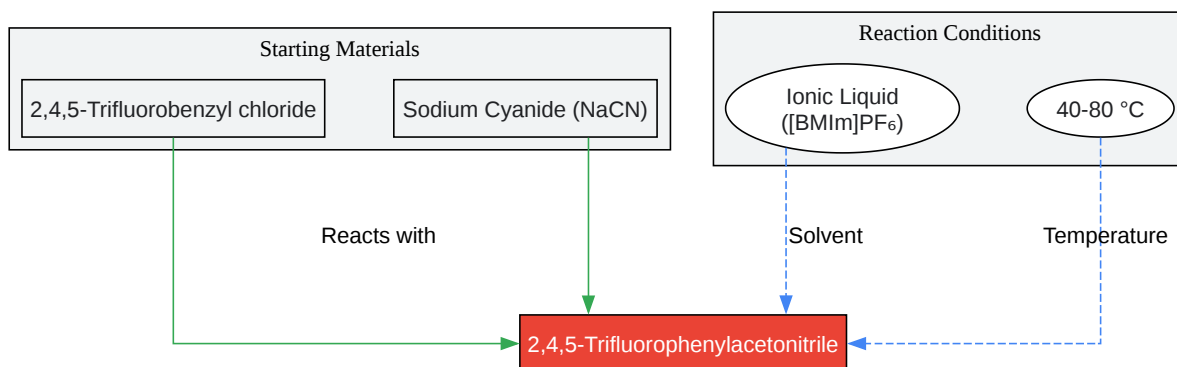 Starting Materials
2,4,5-Trifluorobenzyl chloride
Sodium Cyanide (NaCN)
Reaction Conditions
Ionic Liquid
([BMIm]PF₆)
40-80 °C
Reacts with
Solvent
Temperature
2,4,5-Trifluorophenylacetonitrile